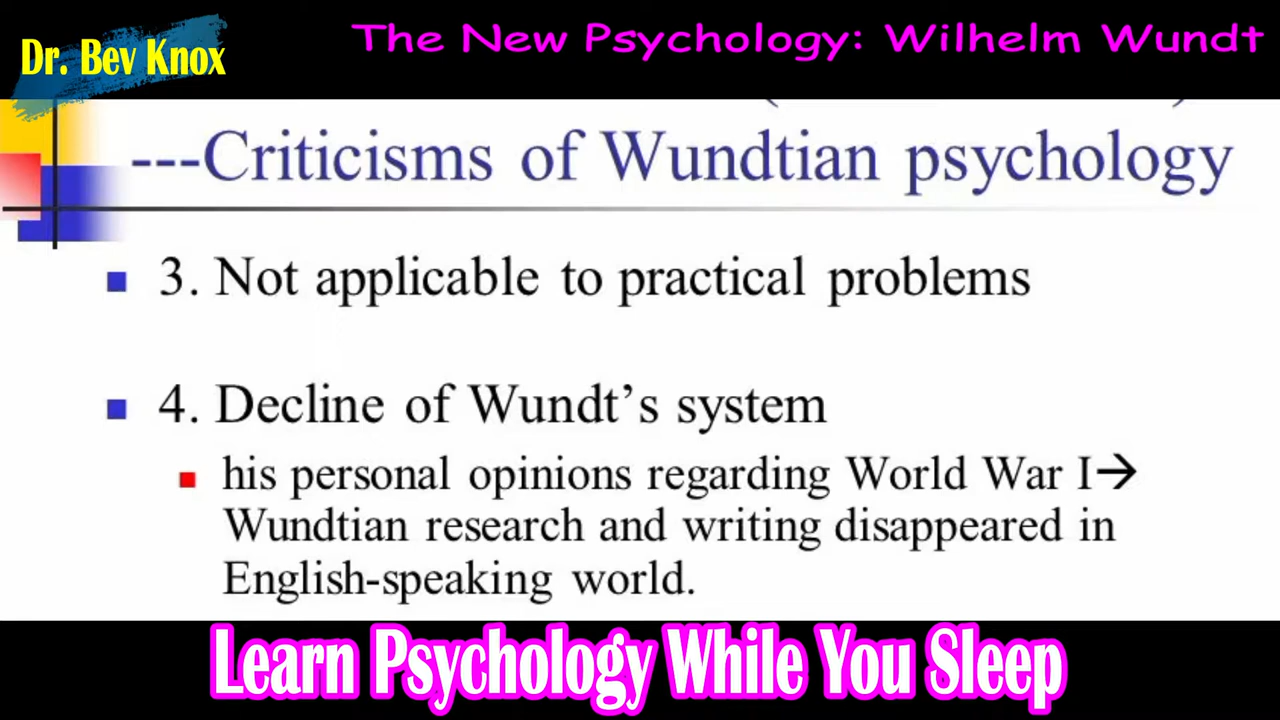 Dr. Bev Knox
The New Psychology: Wilhelm Wundt
---Criticisms of Wundtian psychology
3. Not applicable to practical problems
4. Decline of Wundt’s system
his personal opinions regarding World War I→
Wundtian research and writing disappeared in
English-speaking world.
Learn Psychology While You Sleep